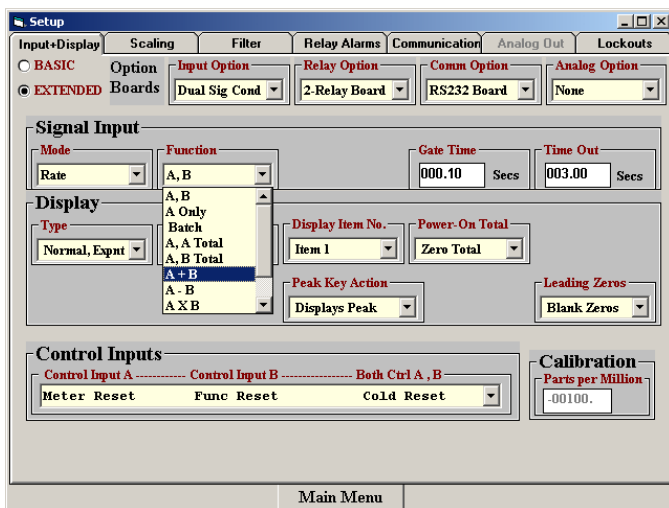 Setup
Input+Display Scaling Filter Relay Alarms Communication Analog Out Lockouts
BASIC
EXTENDED
Option Boards
Input Option Relay Option Comm Option Analog Option
Dual Sig Cond 2-Relay Board RS232 Board None
Signal Input
Mode Function Gate Time Time Out
Rate A, B 000.10 Secs 003.00 Secs
A, B
A Only
Batch
A, A Total
A, B Total
A + B
A - B
A X B
Display
Type Display Item No. Power-On Total
Normal, Expnt Item 1 Zero Total
Peak Key Action Leading Zeros
Displays Peak Blank Zeros
Control Inputs
Control Input A ----------- Control Input B ---------------- Both Ctrl A , B
Meter Reset Func Reset Cold Reset
Calibration
Parts per Million
-00100.
Main Menu